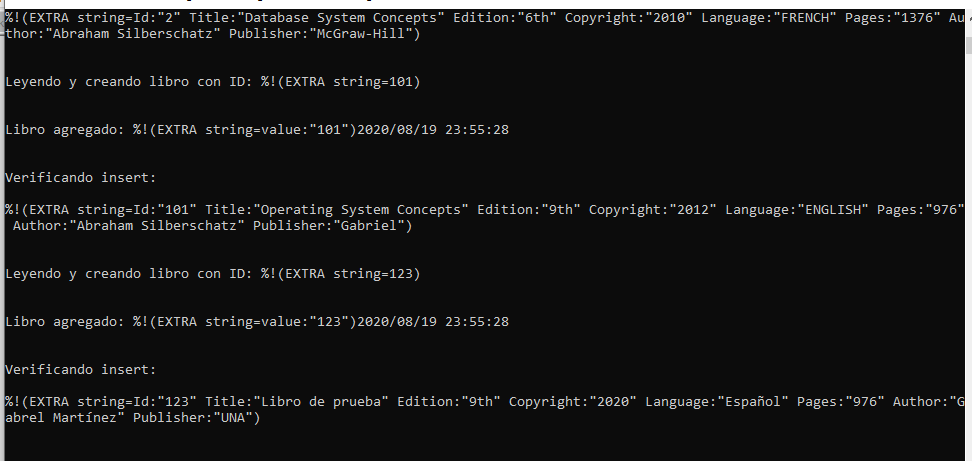 %!(EXTRA string=Id:"2" Title:"Database System Concepts" Edition:"6th" Copyright:"2010" Language:"FRENCH" Pages:"1376" Au
thor:"Abraham Silberschatz" Publisher:"McGraw-Hill")
Leyendo y creando libro con ID: %!(EXTRA string=101)
Libro agregado: %!(EXTRA string=value:"101")2020/08/19 23:55:28
Verificando insert:
%!(EXTRA string=Id:"101" Title:"Operating System Concepts" Edition:"9th" Copyright:"2012" Language:"ENGLISH" Pages:"976"
Author:"Abraham Silberschatz" Publisher:"Gabriel")
Leyendo y creando libro con ID: %!(EXTRA string=123)
Libro agregado: %!(EXTRA string=value:"123")2020/08/19 23:55:28
Verificando insert:
%!(EXTRA string=Id:"123" Title:"Libro de prueba" Edition:"9th" Copyright:"2020" Language:"Español" Pages:"976" Author:"G
abrel Martínez" Publisher:"UNA")